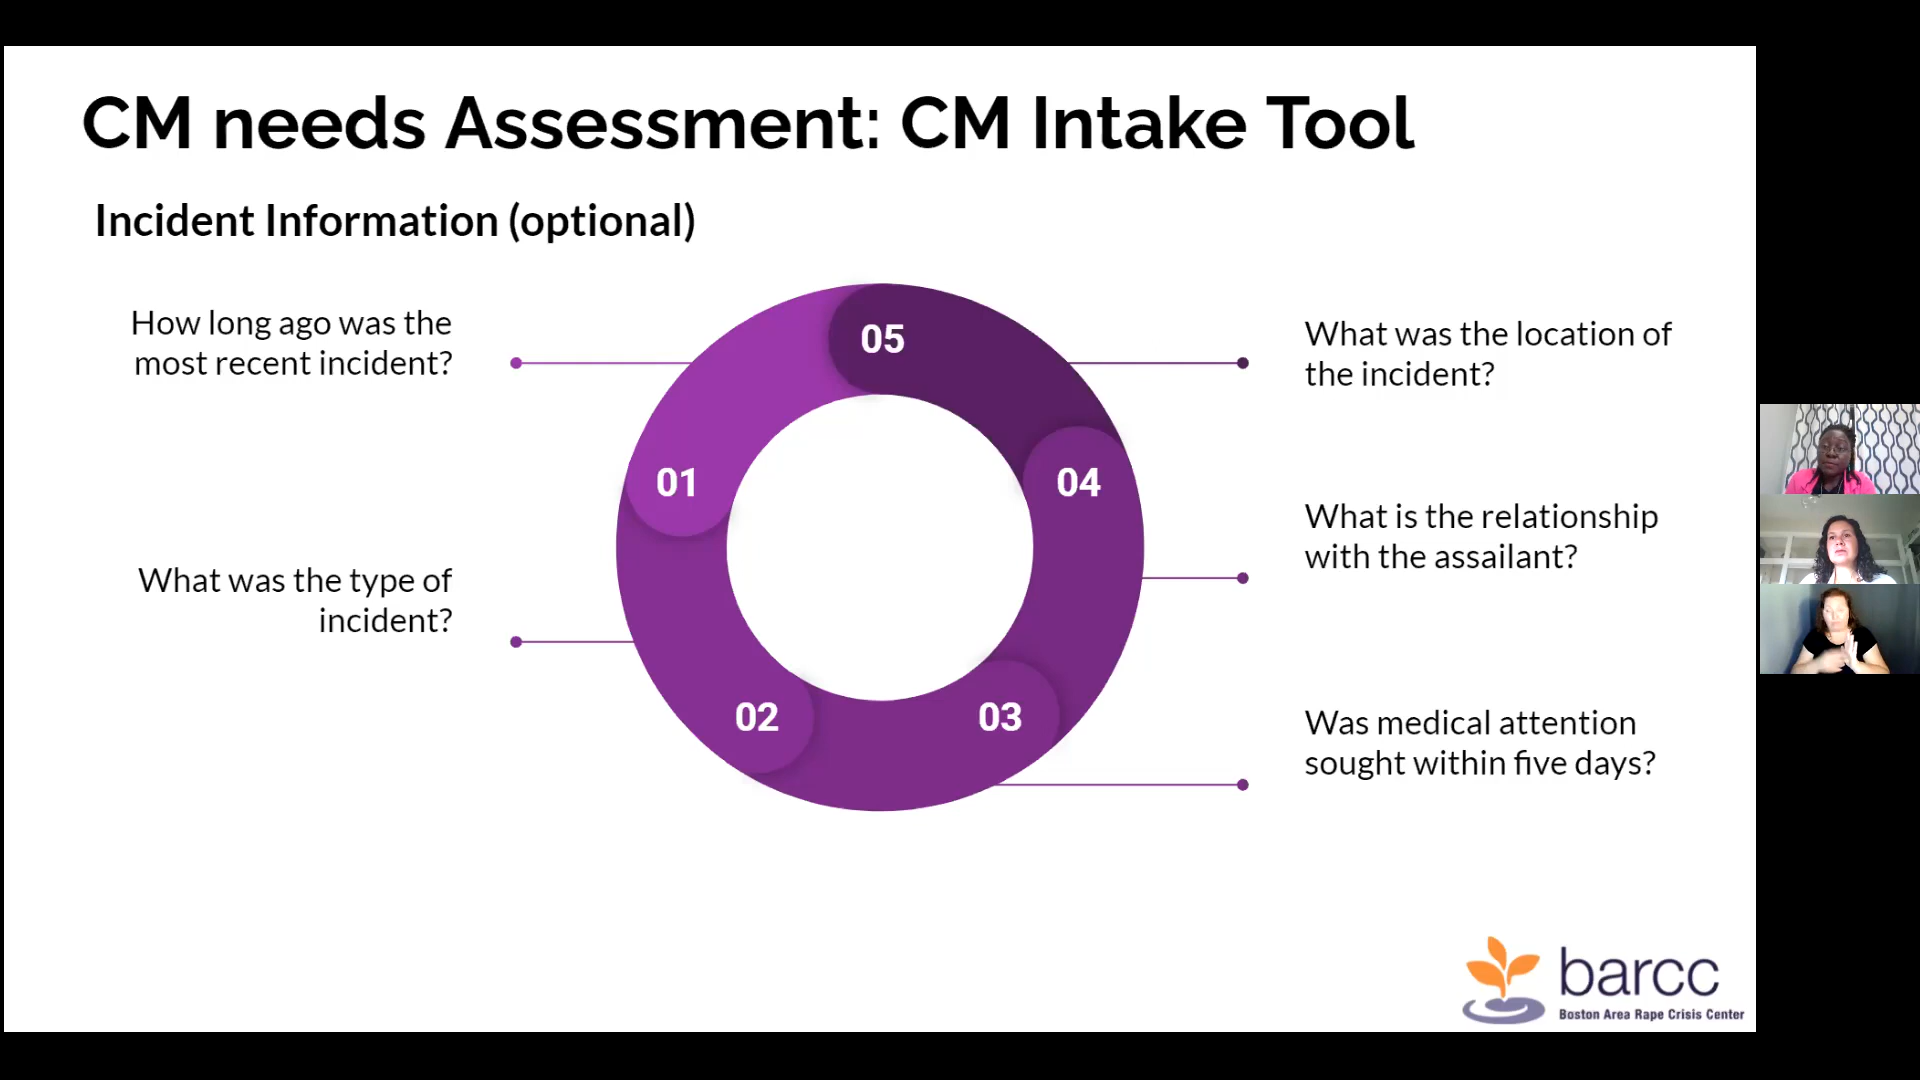 CM needs Assessment: CM Intake Tool
Incident Information (optional)
How long ago was the
most recent incident?
What was the type of
incident?
05
01
04
02
03
What was the location of
the incident?
What is the relationship
with the assailant?
Was medical attention
sought within five days?
barcc
Boston Area Rape Crisis Center